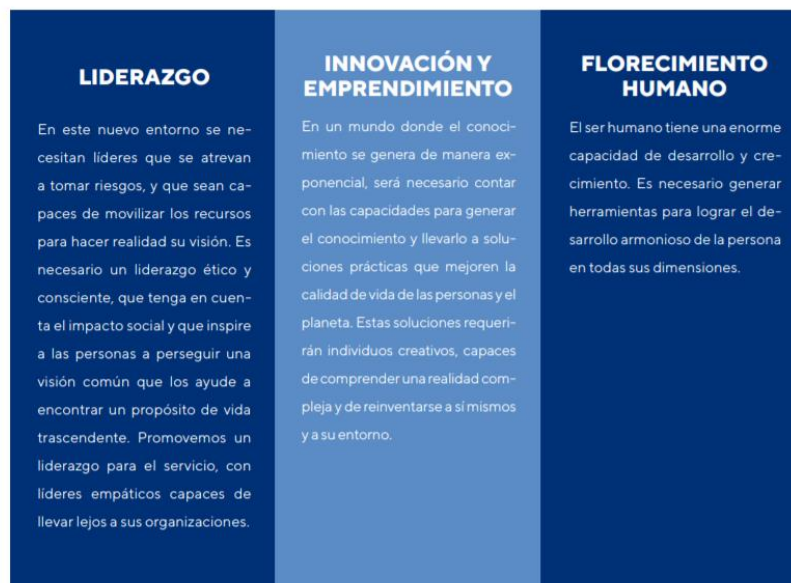 LIDERAZGO
En este nuevo entorno se ne-
cesitan líderes que se atrevan
a tomar riesgos, y que sean ca-
paces de movilizar los recursos
para hacer realidad su visión. Es
necesario un liderazgo ético y
consciente, que tenga en cuen-
ta el impacto social y que inspire
a las personas a perseguir una
visión común que los ayude a
encontrar un propósito de vida
trascendente. Promovemos un
liderazgo para el servicio, con
líderes empáticos capaces de
llevar lejos a sus organizaciones.
INNOVACIÓN Y
EMPRENDIMIENTO
En un mundo donde el conoci-
miento se genera de manera ex-
ponencial, será necesario contar
con las capacidades para generar
el conocimiento y llevarlo a solu-
ciones prácticas que mejoren la
calidad de vida de las personas y el
planeta. Estas soluciones requeri-
rán individuos creativos, capaces
de comprender una realidad com-
pleja y de reinventarse a sí mismos
y a su entorno.
FLORECIMIENTO
HUMANO
El ser humano tiene una enorme
capacidad de desarrollo y cre-
cimiento. Es necesario generar
herramientas para lograr el de-
sarrollo armonioso de la persona
en todas sus dimensiones.